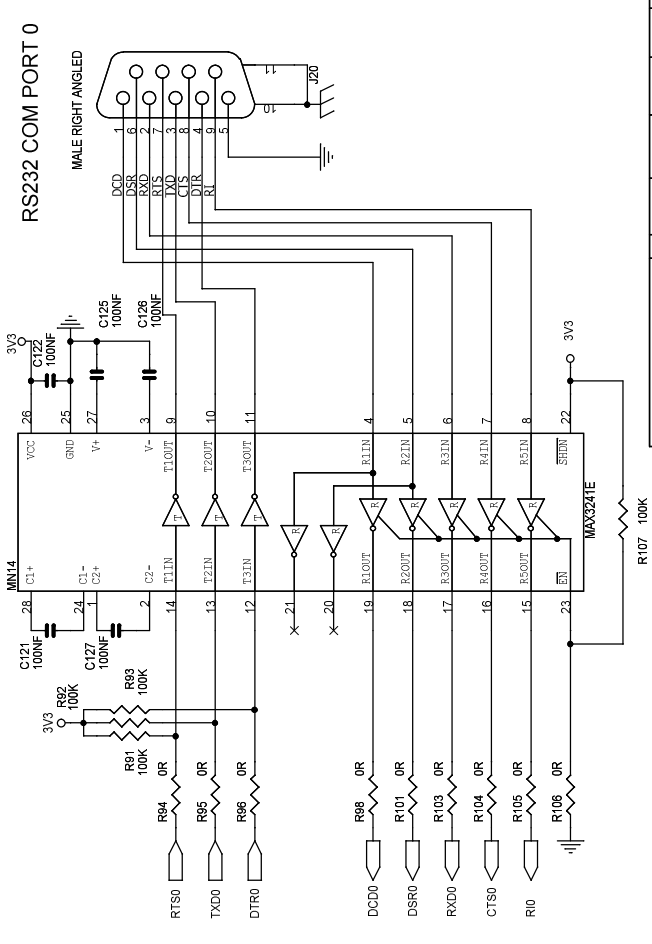 RS232 COM PORT 0
MALE RIGHT ANGLED
J20
11
10
1
6
2
7
3
8
4
9
5
DCD
DSR
RXD
RTS
TXD
CTS
DTR
RI
3V3
C122
100NF
C125
100NF
C126
100NF
26
25
27
3
9
10
11
4
5
6
7
8
22
3V3
VCC
GND
V+
V-
T1OUT
T2OUT
T3OUT
R1IN
R2IN
R3IN
R4IN
R5IN
SHDN
T
T
T
R
R
R
R
R
R
R
MN14
MAX3241E
C1+
C1-
C2+
C2-
T1IN
T2IN
T3IN
R1OUT
R2OUT
R3OUT
R4OUT
R5OUT
EN
28
24
1
2
14
13
12
21
20
19
18
17
16
15
23
R107 100K
C121
100NF
C127
100NF
3V3
R92
100K
R93
100K
R91
100K
R94 0R
R95 0R
R96 0R
R98 0R
R101 0R
R103 0R
R104 0R
R105 0R
R106 0R
RTS0
TXD0
DTR0
DCD0
DSR0
RXD0
CTS0
RI0